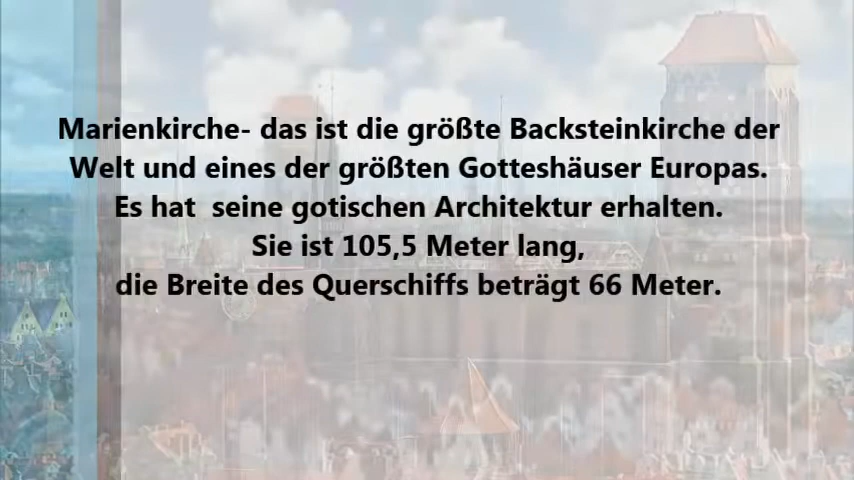 Marienkirche- das ist die größte Backsteinkirche der
Welt und eines der größten Gotteshäuser Europas.
Es hat  seine gotischen Architektur erhalten.
Sie ist 105,5 Meter lang,
die Breite des Querschiffs beträgt 66 Meter.